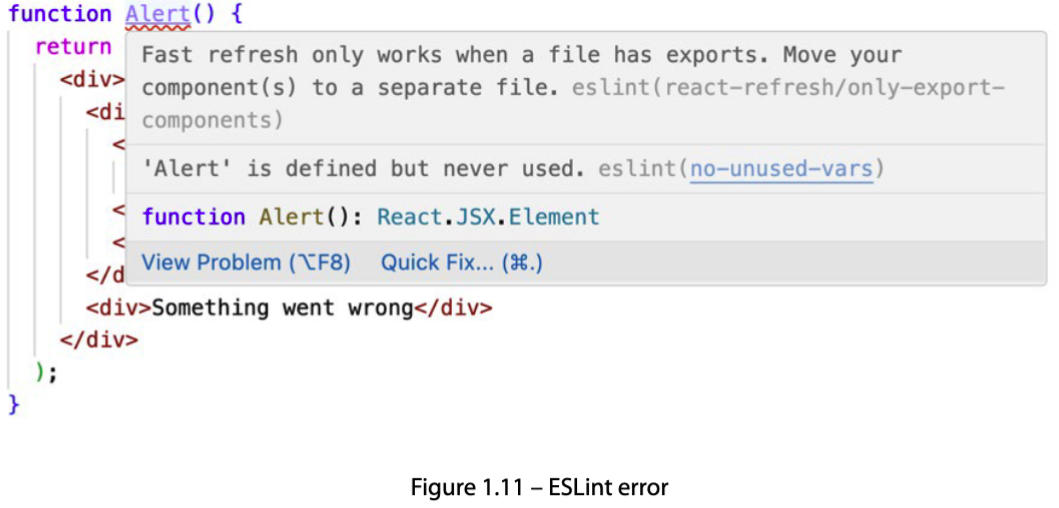 function Alert() {
return
Fast refresh only works when a file has exports. Move your
<div>
component(s) to a separate file. eslint(react-refresh/only-export-
<di
components)
<
'Alert' is defined but never used. eslint(no-unused-vars)
<
function Alert(): React.JSX.Element
<
View Problem (⌥F8) Quick Fix... (⌘.)
</d
<div>Something went wrong</div>
</div>
);
}
Figure 1.11 – ESLint error